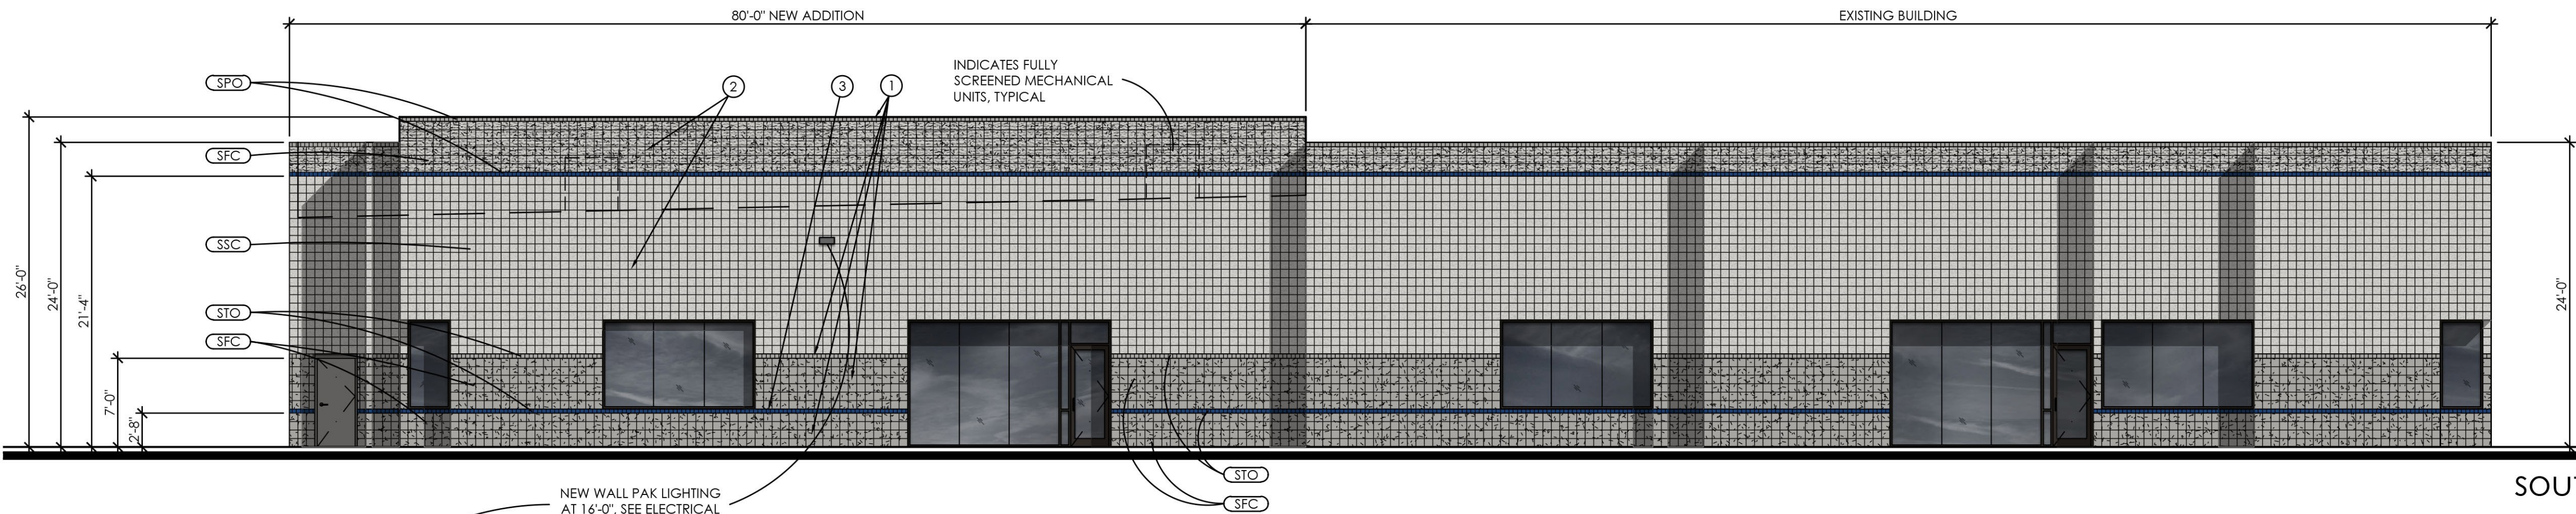 80'-0" NEW ADDITION
EXISTING BUILDING
INDICATES FULLY
SCREENED MECHANICAL
UNITS, TYPICAL
SPO
2
3
1
SFC
SSC
STO
SFC
26'-0"
24'-0"
21'-4"
7'-0"
2'-8"
24'-0"
STO
SFC
NEW WALL PAK LIGHTING
AT 16'-0". SEE ELECTRICAL